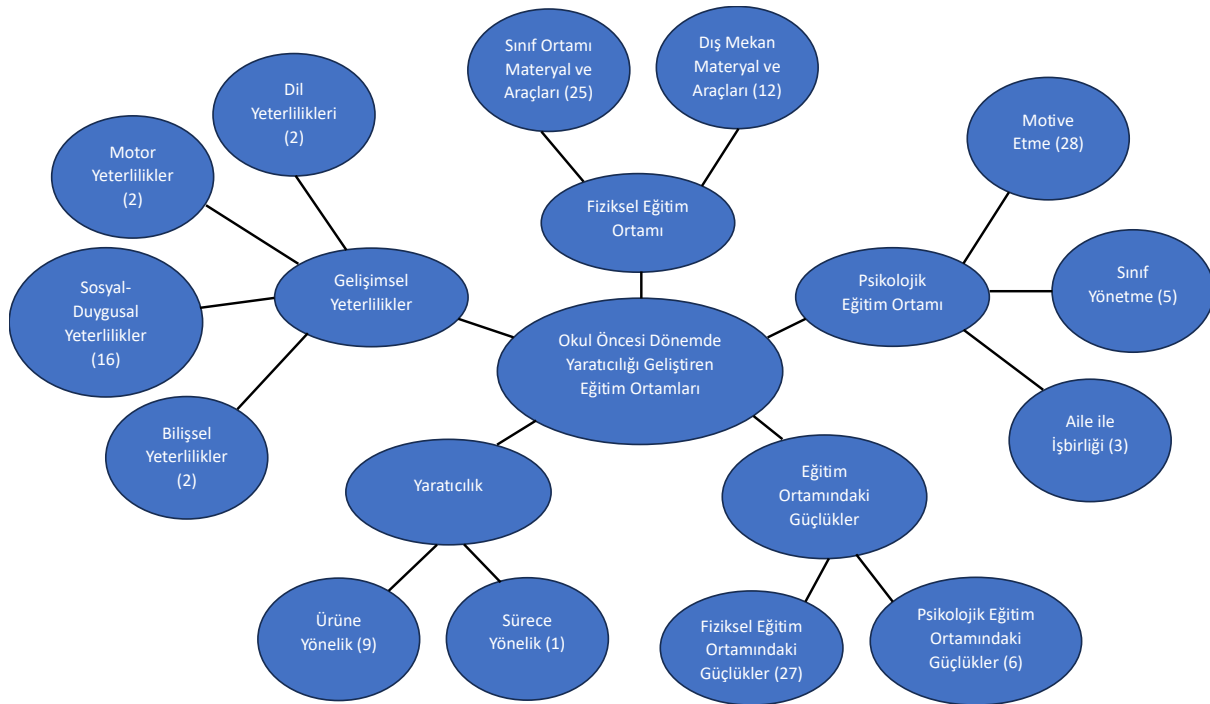 Sınıf Ortamı
Materyal ve
Araçları (25)
Dış Mekan
Materyal ve
Araçları (12)
Dil
Yeterlilikleri
(2)
Motor
Yeterlilikler
(2)
Motive
Etme (28)
Fiziksel Eğitim
Ortamı
Gelişimsel
Yeterlilikler
Psikolojik
Eğitim Ortamı
Sınıf
Yönetme (5)
Sosyal-
Duygusal
Yeterlilikler
(16)
Okul Öncesi Dönemde
Yaratıcılığı Geliştiren
Eğitim Ortamları
Bilişsel
Yeterlilikler
(2)
Aile ile
İşbirliği (3)
Yaratıcılık
Eğitim
Ortamındaki
Güçlükler
Ürüne
Yönelik (9)
Sürece
Yönelik (1)
Fiziksel Eğitim
Ortamındaki
Güçlükler (27)
Psikolojik Eğitim
Ortamındaki
Güçlükler (6)